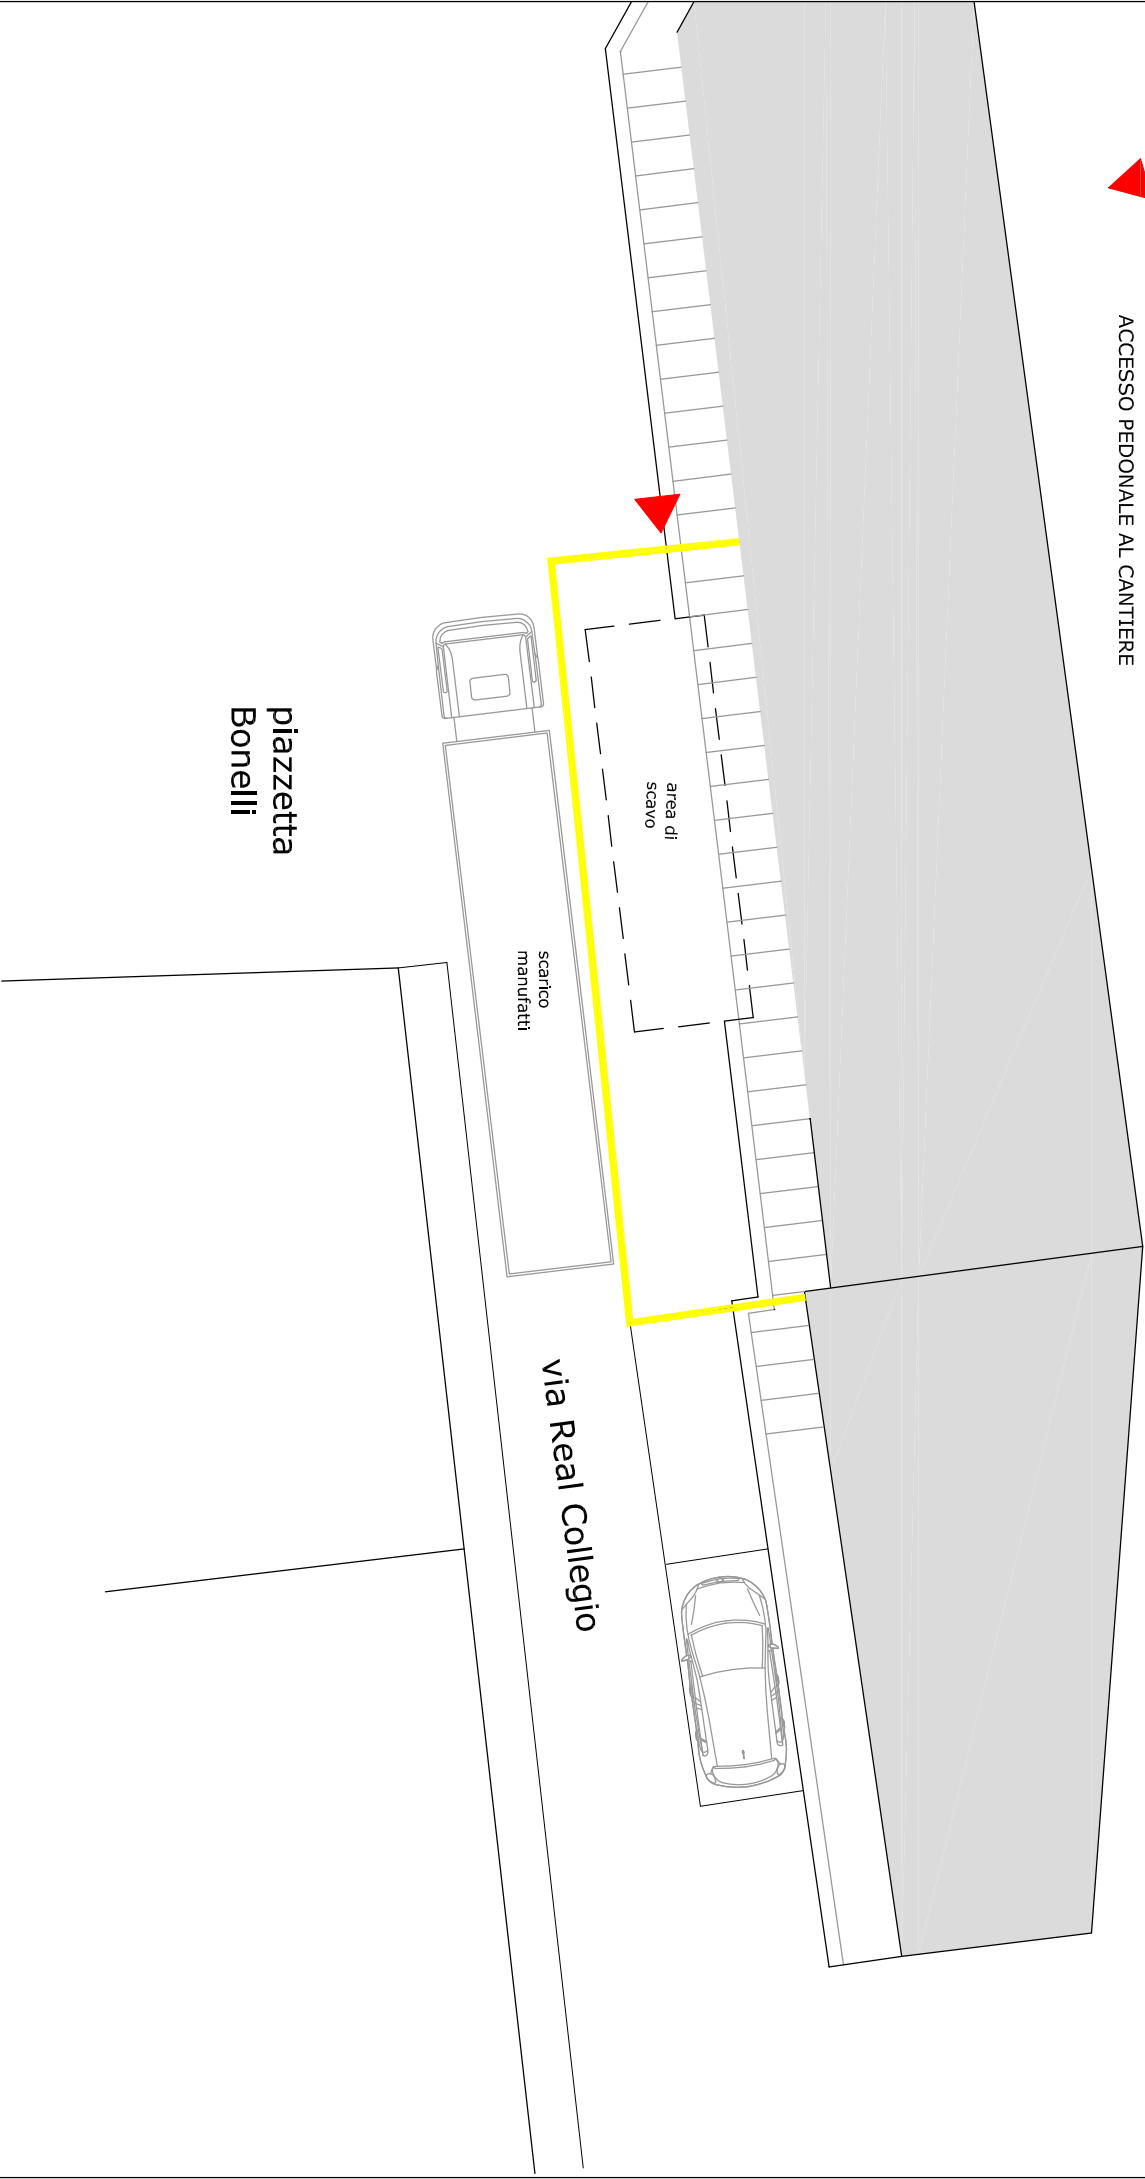 ACCESSO PEDONALE AL CANTIERE
piazzetta
Bonelli
area di
scavo
scarico
manufatti
via Real Collegio